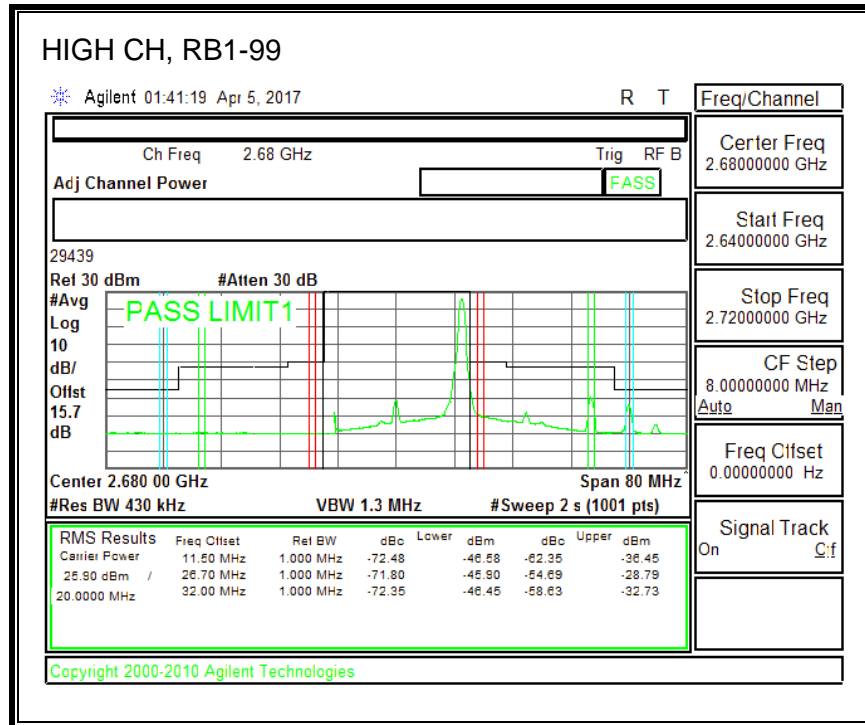 HIGH CH, RB1-99
Agilent 01:41:19 Apr 5, 2017 R T
Ch Freq 2.68 GHz Trig RF B
Adj Channel Power PASS
29439
Ref 30 dBm #Atten 30 dB
#Avg
Log
10
dB/
Offst
15.7
dB
PASS LIMIT1
Center 2.680 00 GHz Span 80 MHz
#Res BW 430 kHz VBW 1.3 MHz #Sweep 2 s (1001 pts)
RMS Results Freq Offset Ref BW dBc Lower dBm dBc Upper dBm
Carrier Power 11.50 MHz 1.000 MHz -72.48 -46.58 -62.35 -36.45
25.90 dBm / 26.70 MHz 1.000 MHz -71.80 -45.90 -54.69 -28.79
20.0000 MHz 32.00 MHz 1.000 MHz -72.35 -46.45 -58.63 -32.73
Copyright 2000-2010 Agilent Technologies
Freq/Channel
Center Freq
2.68000000 GHz
Start Freq
2.64000000 GHz
Stop Freq
2.72000000 GHz
CF Step
8.00000000 MHz
Auto Man
Freq Offset
0.00000000 Hz
Signal Track
On Off